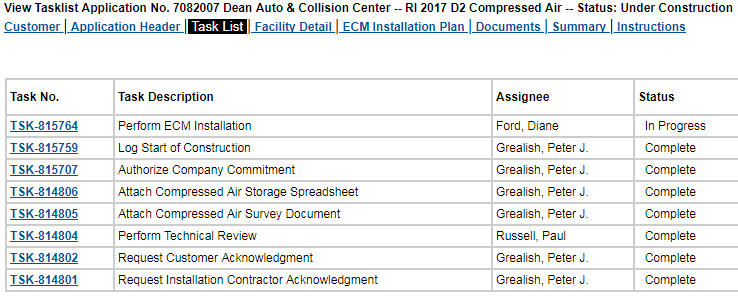 View Tasklist Application No. 7082007 Dean Auto & Collision Center -- RI 2017 D2 Compressed Air -- Status: Under Construction
Customer | Application Header | Task List | Facility Detail | ECM Installation Plan | Documents | Summary | Instructions
Task No. Task Description Assignee Status
TSK-815764 Perform ECM Installation Ford, Diane In Progress
TSK-815759 Log Start of Construction Grealish, Peter J. Complete
TSK-815707 Authorize Company Commitment Grealish, Peter J. Complete
TSK-814806 Attach Compressed Air Storage Spreadsheet Grealish, Peter J. Complete
TSK-814805 Attach Compressed Air Survey Document Grealish, Peter J. Complete
TSK-814804 Perform Technical Review Russell, Paul Complete
TSK-814802 Request Customer Acknowledgment Grealish, Peter J. Complete
TSK-814801 Request Installation Contractor Acknowledgment Grealish, Peter J. Complete